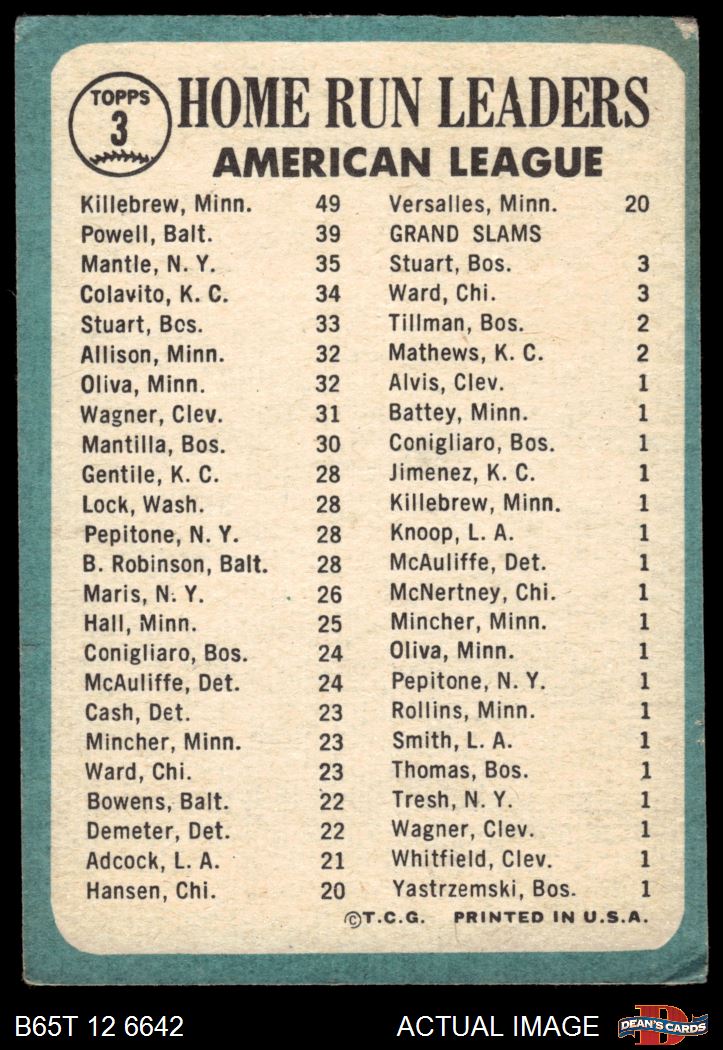 TOPPS
3
HOME RUN LEADERS
AMERICAN LEAGUE
Killebrew, Minn. 49
Powell, Balt. 39
Mantle, N. Y. 35
Colavito, K. C. 34
Stuart, Bos. 33
Allison, Minn. 32
Oliva, Minn. 32
Wagner, Clev. 31
Mantilla, Bos. 30
Gentile, K. C. 28
Lock, Wash. 28
Pepitone, N. Y. 28
B. Robinson, Balt. 28
Maris, N. Y. 26
Hall, Minn. 25
Conigliaro, Bos. 24
McAuliffe, Det. 24
Cash, Det. 23
Mincher, Minn. 23
Ward, Chi. 23
Bowens, Balt. 22
Demeter, Det. 22
Adcock, L. A. 21
Hansen, Chi. 20
Versalles, Minn. 20
GRAND SLAMS
Stuart, Bos. 3
Ward, Chi. 3
Tillman, Bos. 2
Mathews, K. C. 2
Alvis, Clev. 1
Battey, Minn. 1
Conigliaro, Bos. 1
Jimenez, K. C. 1
Killebrew, Minn. 1
Knoop, L. A. 1
McAuliffe, Det. 1
McNertney, Chi. 1
Mincher, Minn. 1
Oliva, Minn. 1
Pepitone, N. Y. 1
Rollins, Minn. 1
Smith, L. A. 1
Thomas, Bos. 1
Tresh, N. Y. 1
Wagner, Clev. 1
Whitfield, Clev. 1
Yastrzemski, Bos. 1
©T.C.G. PRINTED IN U.S.A.
B65T 12 6642
ACTUAL IMAGE
D
DEAN'S CARDS